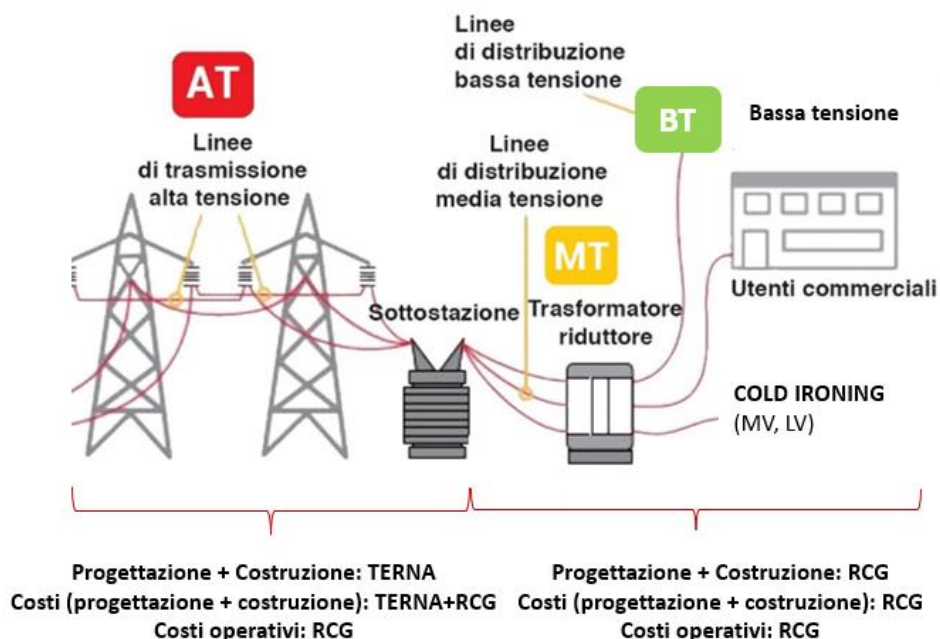 AT
Linee
di trasmissione
alta tensione
Linee
di distribuzione
bassa tensione
BT
Bassa tensione
Linee
di distribuzione
media tensione
MT
Utenti commerciali
Sottostazione
Trasformatore
riduttore
COLD IRONING
(MV, LV)
Progettazione + Costruzione: TERNA
Costi (progettazione + costruzione): TERNA+RCG
Costi operativi: RCG
Progettazione + Costruzione: RCG
Costi (progettazione + costruzione): RCG
Costi operativi: RCG